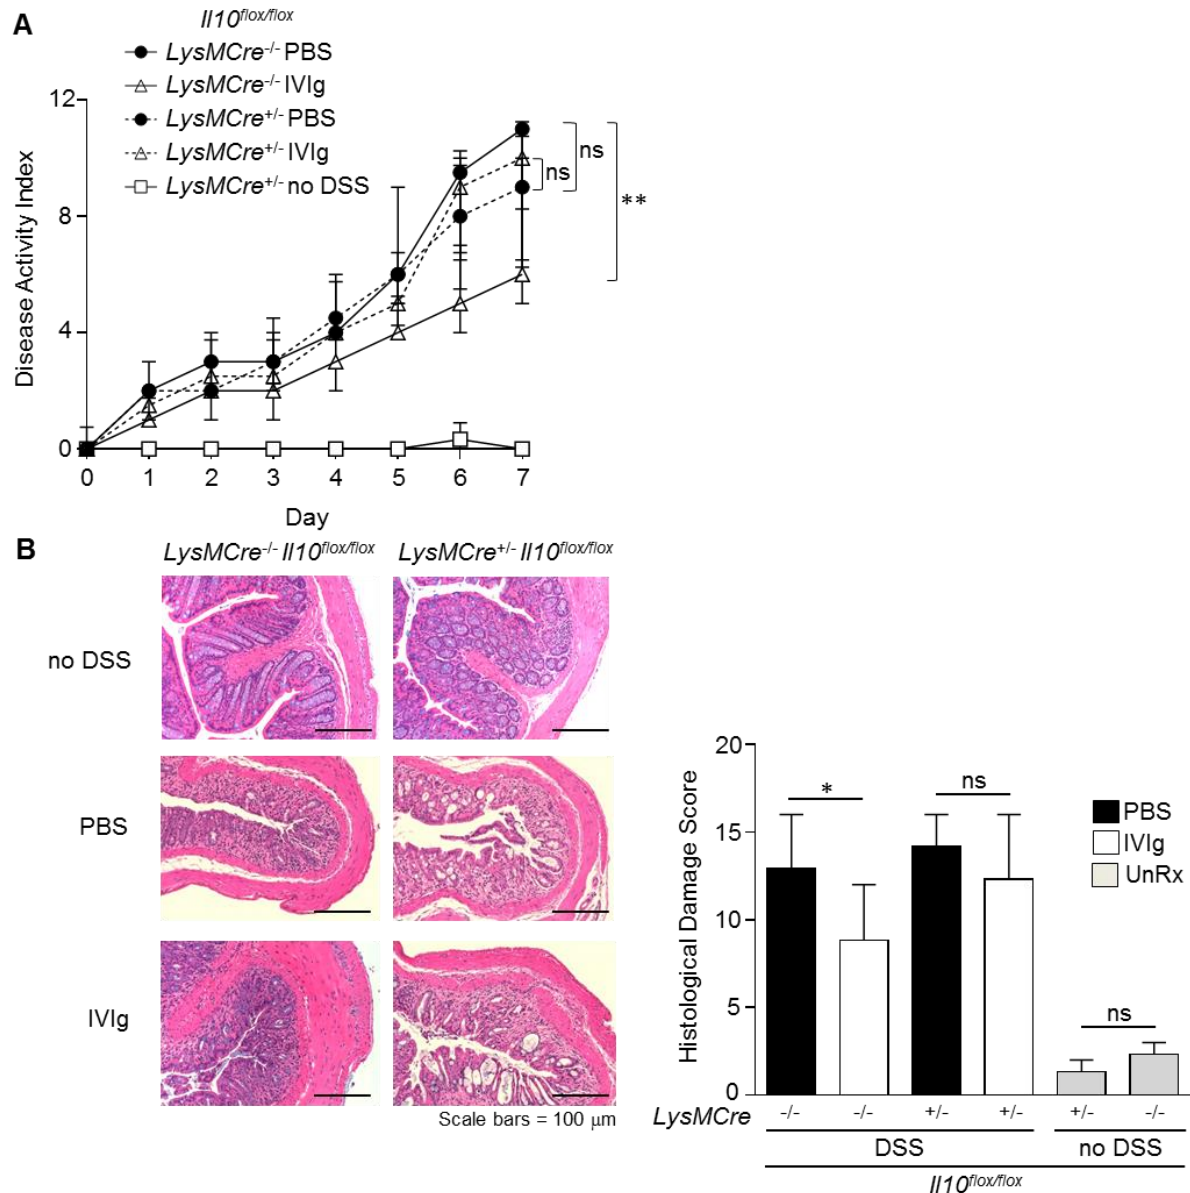 A
Il10flox/flox
LysMCre-/- PBS
LysMCre-/- IVIg
LysMCre+/- PBS
LysMCre+/- IVIg
LysMCre+/- no DSS
Disease Activity Index
12
8
4
0
0 1 2 3 4 5 6 7
Day
ns
ns
**
B
LysMCre-/- Il10flox/flox
LysMCre+/- Il10flox/flox
no DSS
PBS
IVIg
Scale bars = 100 μm
Histological Damage Score
20
15
10
5
0
*
ns
ns
PBS
IVIg
UnRx
LysMCre -/- -/- +/- +/- +/- -/-
DSS no DSS
Il10flox/flox